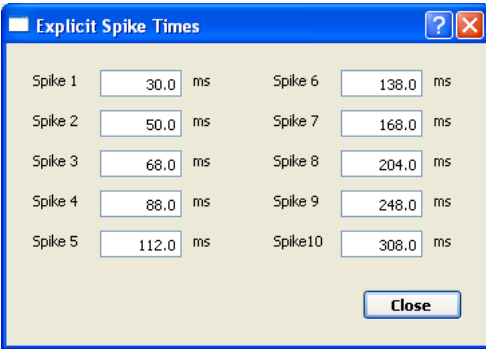 Explicit Spike Times
Spike 1 30.0 ms Spike 6 138.0 ms
Spike 2 50.0 ms Spike 7 168.0 ms
Spike 3 68.0 ms Spike 8 204.0 ms
Spike 4 88.0 ms Spike 9 248.0 ms
Spike 5 112.0 ms Spike10 308.0 ms
Close